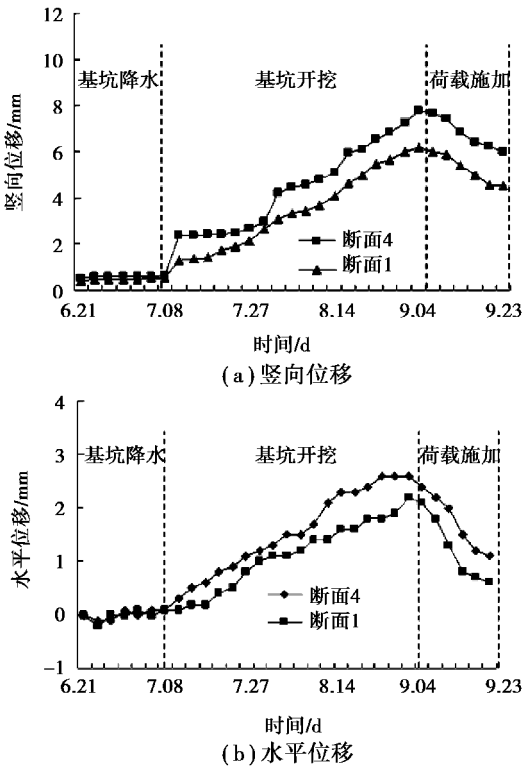 12
10
8
6
4
2
0
竖向位移/mm
基坑降水
基坑开挖
荷载施加
断面4
断面1
6.21 7.08 7.27 8.14 9.04 9.23
时间/d
(a)竖向位移
4
3
2
1
0
-1
水平位移/mm
基坑降水
基坑开挖
荷载施加
断面4
断面1
6.21 7.08 7.27 8.14 9.04 9.23
时间/d
(b)水平位移